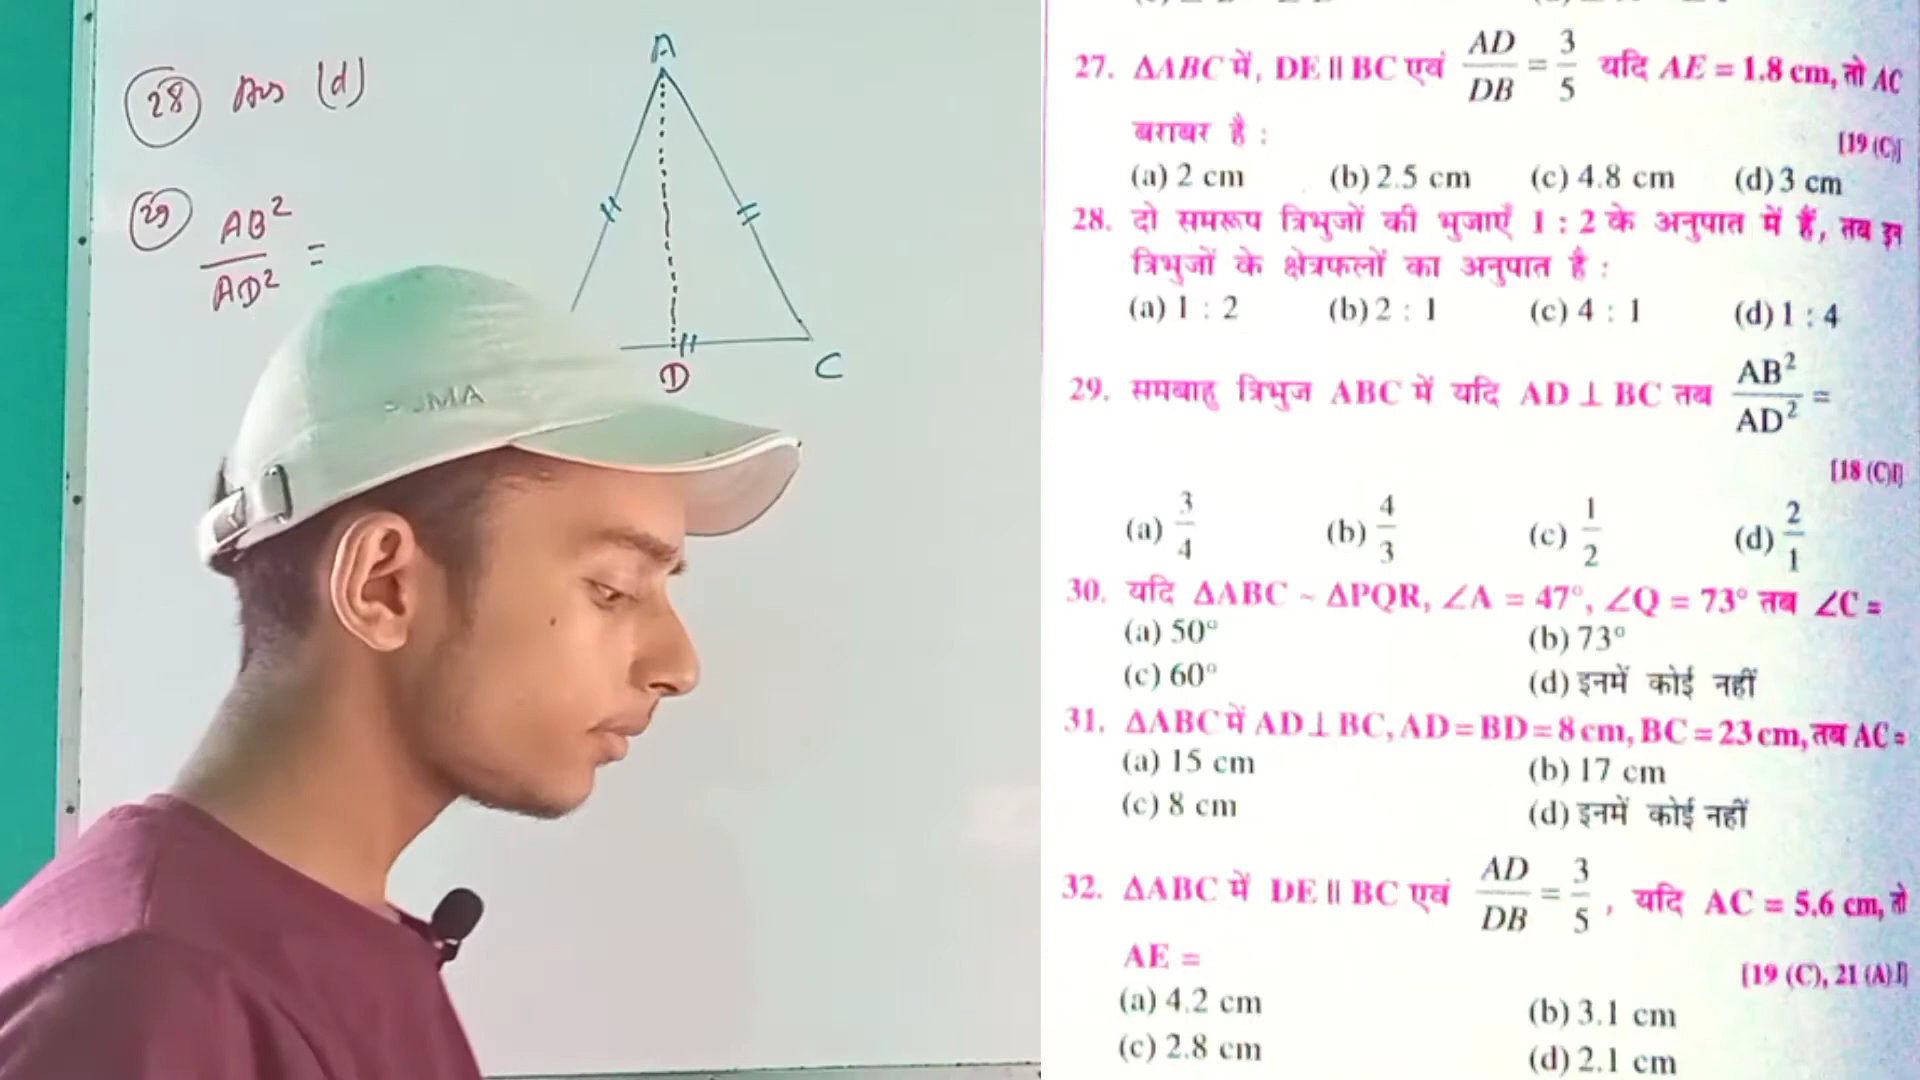 28 Ans (d)
29 AB²/AD² =
A
D
C
PUMA
27. ΔABC में, DE || BC एवं AD/DB = 3/5 यदि AE = 1.8 cm, तो AC
बराबर है :
[19 (C)]
(a) 2 cm (b) 2.5 cm (c) 4.8 cm (d) 3 cm
28. दो समरूप त्रिभुजों की भुजाएँ 1 : 2 के अनुपात में हैं, तब इन
त्रिभुजों के क्षेत्रफलों का अनुपात है :
(a) 1 : 2 (b) 2 : 1 (c) 4 : 1 (d) 1 : 4
29. समबाहु त्रिभुज ABC में यदि AD ⊥ BC तब AB²/AD² =
[18 (C)]
(a) 3/4 (b) 4/3 (c) 1/2 (d) 2/1
30. यदि ΔABC ~ ΔPQR, ∠A = 47°, ∠Q = 73° तब ∠C =
(a) 50° (b) 73°
(c) 60° (d) इनमें कोई नहीं
31. ΔABC में AD ⊥ BC, AD = BD = 8 cm, BC = 23 cm, तब AC =
(a) 15 cm (b) 17 cm
(c) 8 cm (d) इनमें कोई नहीं
32. ΔABC में DE || BC एवं AD/DB = 3/5, यदि AC = 5.6 cm, तो
AE =
[19 (C), 21 (A) I]
(a) 4.2 cm (b) 3.1 cm
(c) 2.8 cm (d) 2.1 cm